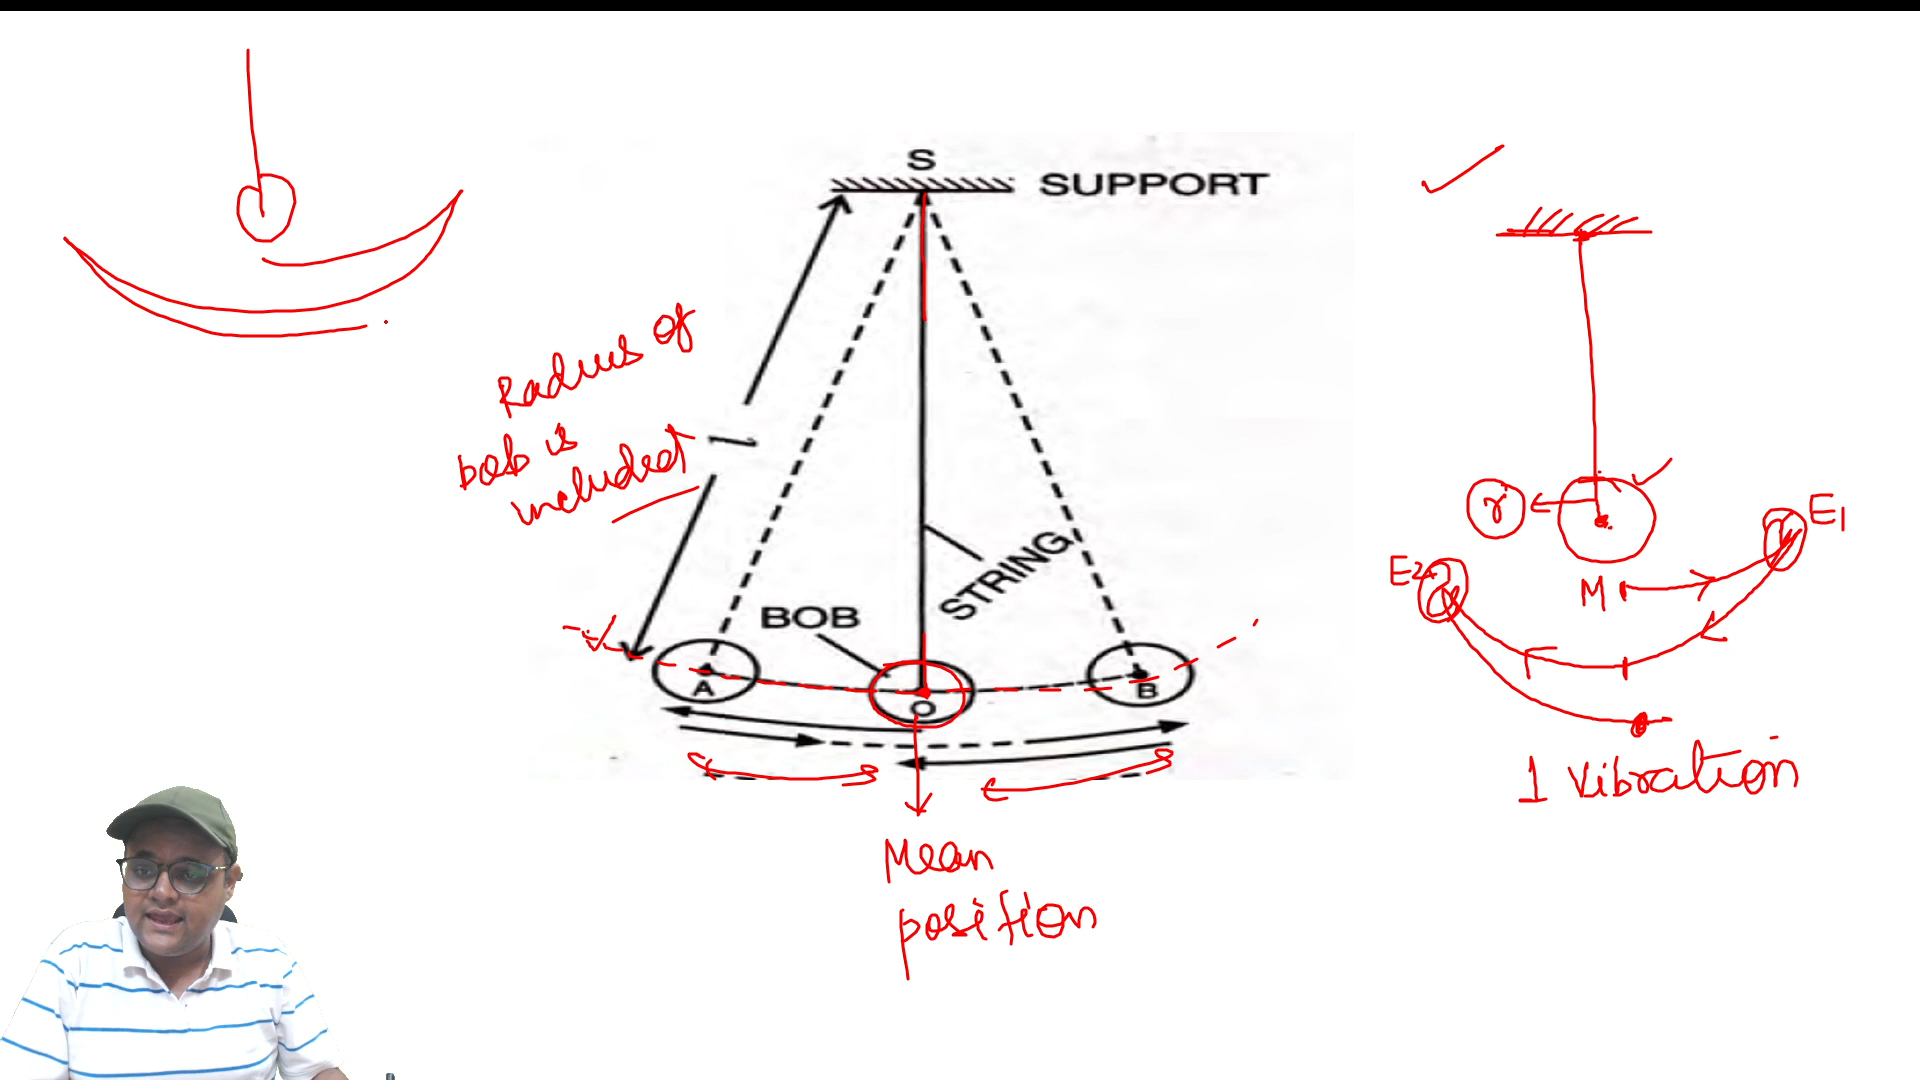 S
SUPPORT
Radius of
bob is
included
l
STRING
BOB
A
O
B
Mean
position
r
E1
E2
M
1 Vibration